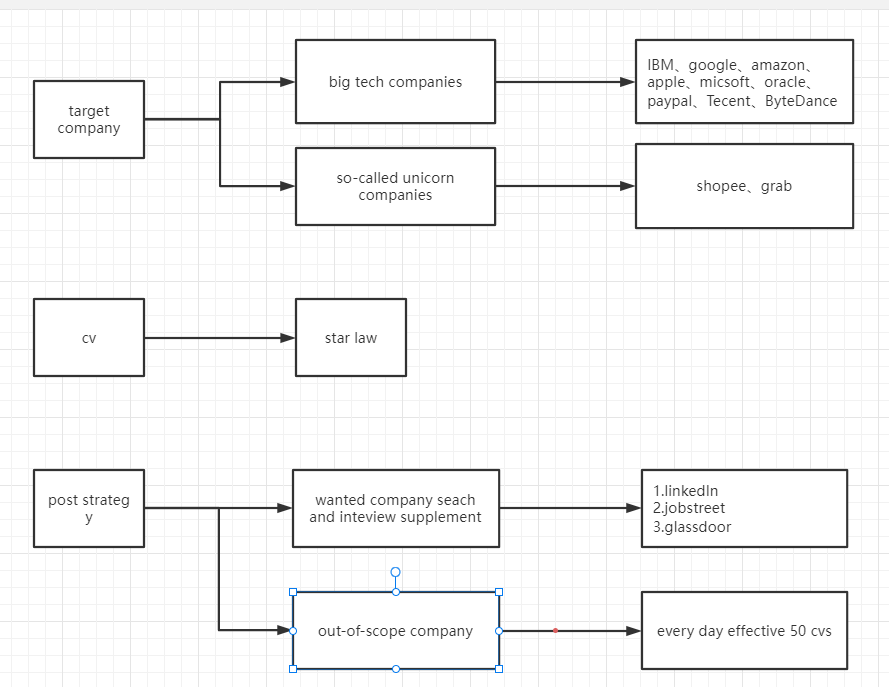 target
company
big tech companies
IBM、google、amazon、
apple、micsoft、oracle、
paypal、Tecent、ByteDance
so-called unicorn
companies
shopee、grab
cv
star law
post strateg
y
wanted company seach
and inteview supplement
1.linkedIn
2.jobstreet
3.glassdoor
out-of-scope company
every day effective 50 cvs